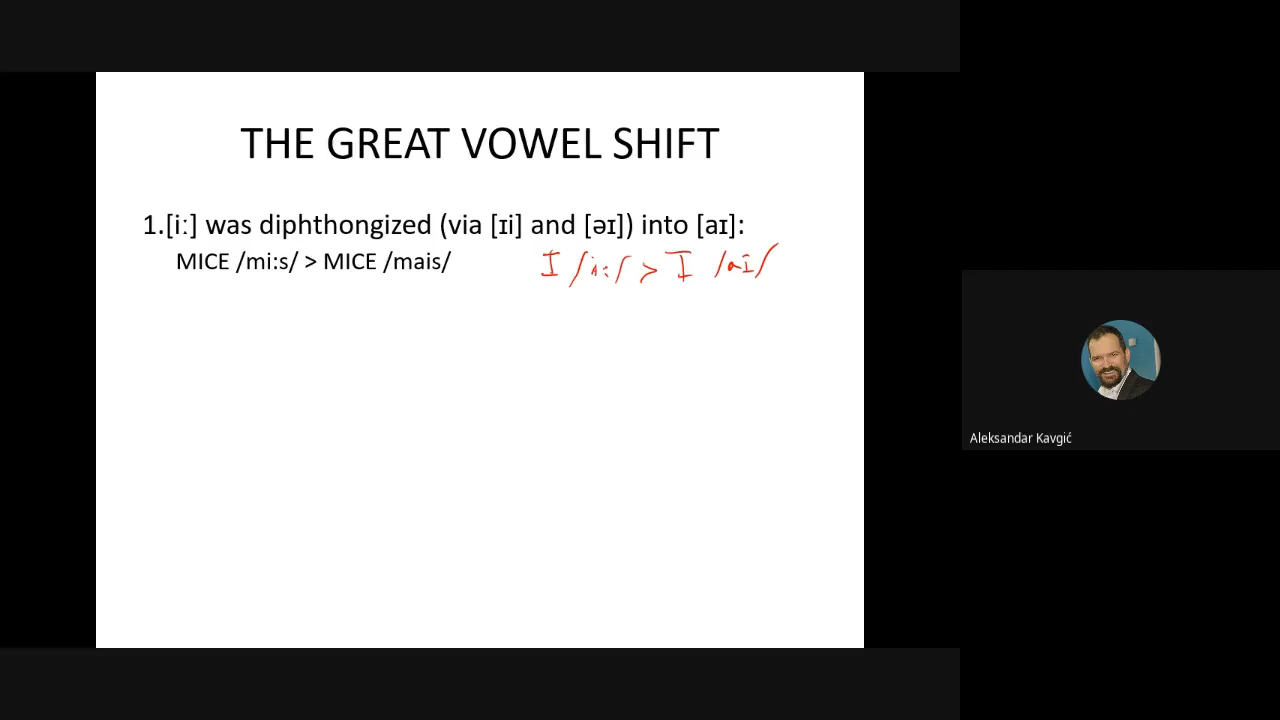 THE GREAT VOWEL SHIFT
1.[iː] was diphthongized (via [ɪi] and [əɪ]) into [aɪ]:
MICE /mi:s/ > MICE /mais/ I /i:/ > I /aI/
Aleksandar Kavgić